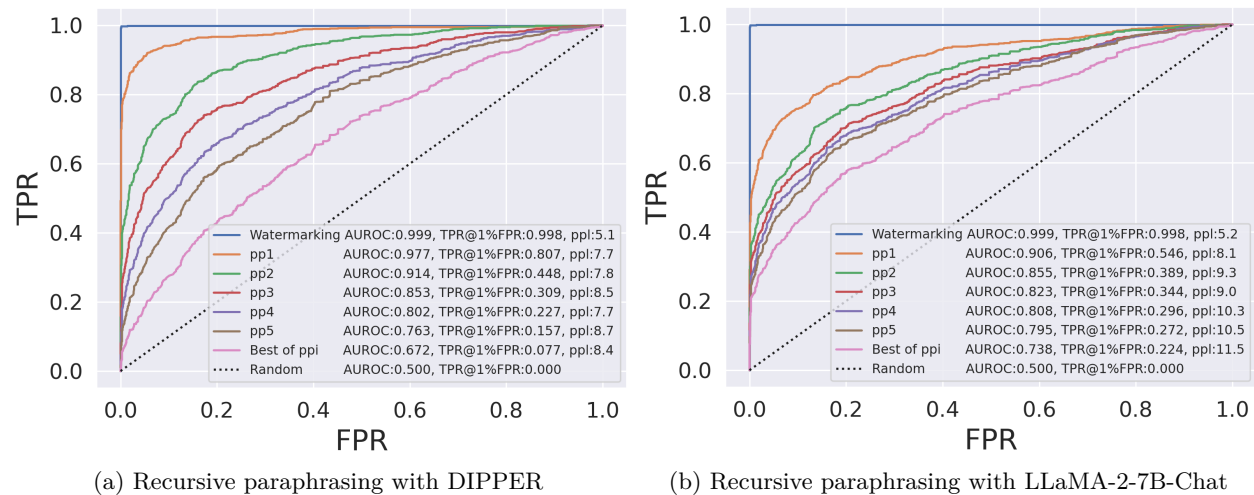 1.0
0.8
0.6
0.4
0.2
0.0
TPR
Watermarking AUROC:0.999, TPR@1%FPR:0.998, ppl:5.1
pp1 AUROC:0.977, TPR@1%FPR:0.807, ppl:7.7
pp2 AUROC:0.914, TPR@1%FPR:0.448, ppl:7.8
pp3 AUROC:0.853, TPR@1%FPR:0.309, ppl:8.5
pp4 AUROC:0.802, TPR@1%FPR:0.227, ppl:7.7
pp5 AUROC:0.763, TPR@1%FPR:0.157, ppl:8.7
Best of ppi AUROC:0.672, TPR@1%FPR:0.077, ppl:8.4
Random AUROC:0.500, TPR@1%FPR:0.000
0.0 0.2 0.4 0.6 0.8 1.0
FPR
(a) Recursive paraphrasing with DIPPER
1.0
0.8
0.6
0.4
0.2
0.0
TPR
Watermarking AUROC:0.999, TPR@1%FPR:0.998, ppl:5.2
pp1 AUROC:0.906, TPR@1%FPR:0.546, ppl:8.1
pp2 AUROC:0.855, TPR@1%FPR:0.389, ppl:9.3
pp3 AUROC:0.823, TPR@1%FPR:0.344, ppl:9.0
pp4 AUROC:0.808, TPR@1%FPR:0.296, ppl:10.3
pp5 AUROC:0.795, TPR@1%FPR:0.272, ppl:10.5
Best of ppi AUROC:0.738, TPR@1%FPR:0.224, ppl:11.5
Random AUROC:0.500, TPR@1%FPR:0.000
0.0 0.2 0.4 0.6 0.8 1.0
FPR
(b) Recursive paraphrasing with LLaMA-2-7B-Chat